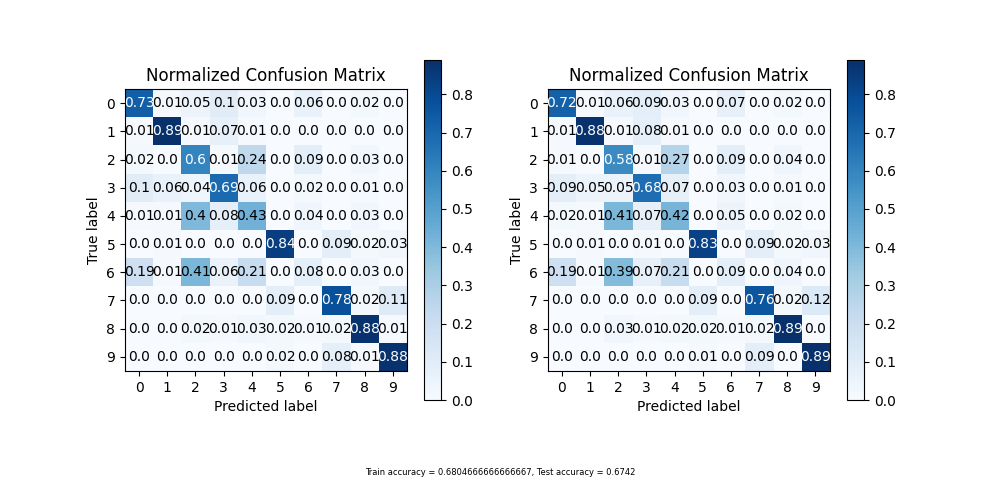 Normalized Confusion Matrix
0 0.73 0.01 0.05 0.1 0.03 0.0 0.06 0.0 0.02 0.0
1 0.01 0.89 0.01 0.07 0.01 0.0 0.0 0.0 0.0 0.0
2 0.02 0.0 0.6 0.01 0.24 0.0 0.09 0.0 0.03 0.0
3 0.1 0.06 0.04 0.69 0.06 0.0 0.02 0.0 0.01 0.0
4 0.01 0.01 0.4 0.08 0.43 0.0 0.04 0.0 0.03 0.0
5 0.0 0.01 0.0 0.0 0.0 0.84 0.0 0.09 0.02 0.03
6 0.19 0.01 0.41 0.06 0.21 0.0 0.08 0.0 0.03 0.0
7 0.0 0.0 0.0 0.0 0.0 0.09 0.0 0.78 0.02 0.11
8 0.0 0.0 0.02 0.01 0.03 0.02 0.01 0.02 0.88 0.01
9 0.0 0.0 0.0 0.0 0.0 0.02 0.0 0.08 0.01 0.88
0 1 2 3 4 5 6 7 8 9
True label
Predicted label
0.8
0.7
0.6
0.5
0.4
0.3
0.2
0.1
0.0
Normalized Confusion Matrix
0 0.72 0.01 0.06 0.09 0.03 0.0 0.07 0.0 0.02 0.0
1 0.01 0.88 0.01 0.08 0.01 0.0 0.0 0.0 0.0 0.0
2 0.01 0.0 0.58 0.01 0.27 0.0 0.09 0.0 0.04 0.0
3 0.09 0.05 0.05 0.68 0.07 0.0 0.03 0.0 0.01 0.0
4 0.02 0.01 0.41 0.07 0.42 0.0 0.05 0.0 0.02 0.0
5 0.0 0.01 0.0 0.01 0.0 0.83 0.0 0.09 0.02 0.03
6 0.19 0.01 0.39 0.07 0.21 0.0 0.09 0.0 0.04 0.0
7 0.0 0.0 0.0 0.0 0.0 0.09 0.0 0.76 0.02 0.12
8 0.0 0.0 0.03 0.01 0.02 0.02 0.01 0.02 0.89 0.0
9 0.0 0.0 0.0 0.0 0.0 0.01 0.0 0.09 0.0 0.89
0 1 2 3 4 5 6 7 8 9
True label
Predicted label
0.8
0.7
0.6
0.5
0.4
0.3
0.2
0.1
0.0
Train accuracy = 0.6804666666666667, Test accuracy = 0.6742